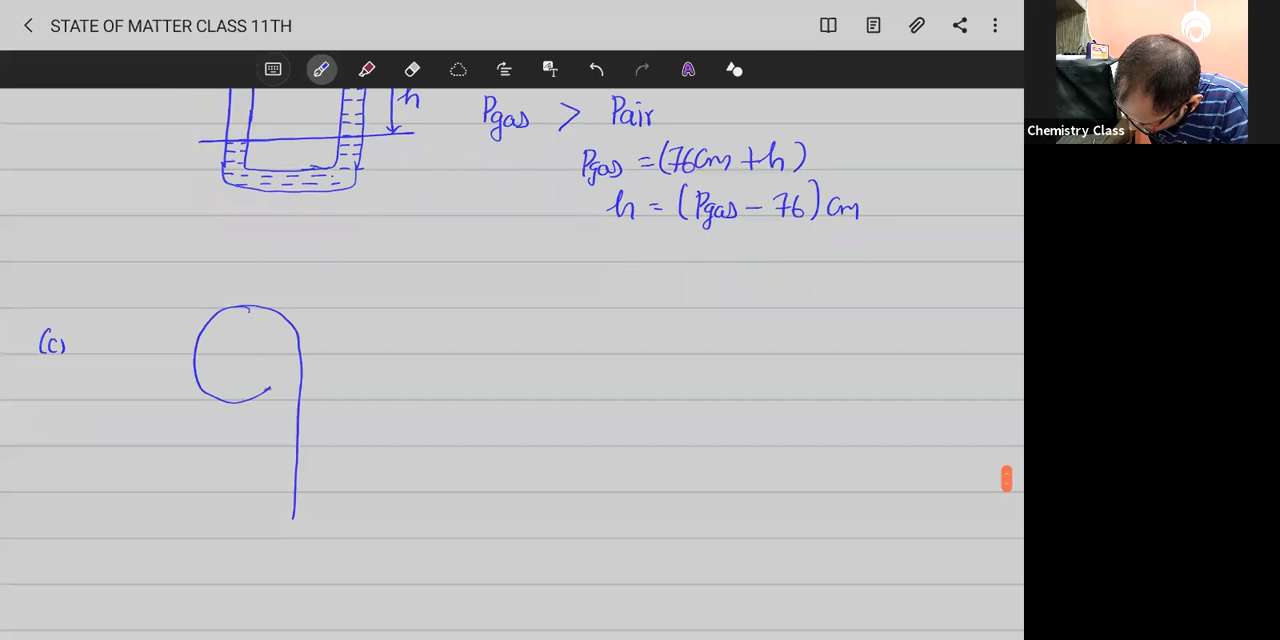 STATE OF MATTER CLASS 11TH
h
Pgas > Pair
Pgas = (76cm + h)
h = (Pgas - 76) cm
(c)
Chemistry Class